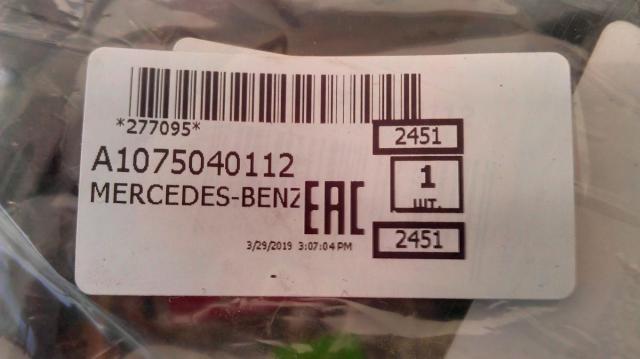 *277095*
2451
A1075040112
1
MERCEDES-BENZ
EAC
шт.
2451
3/29/2019 3:07:04 PM